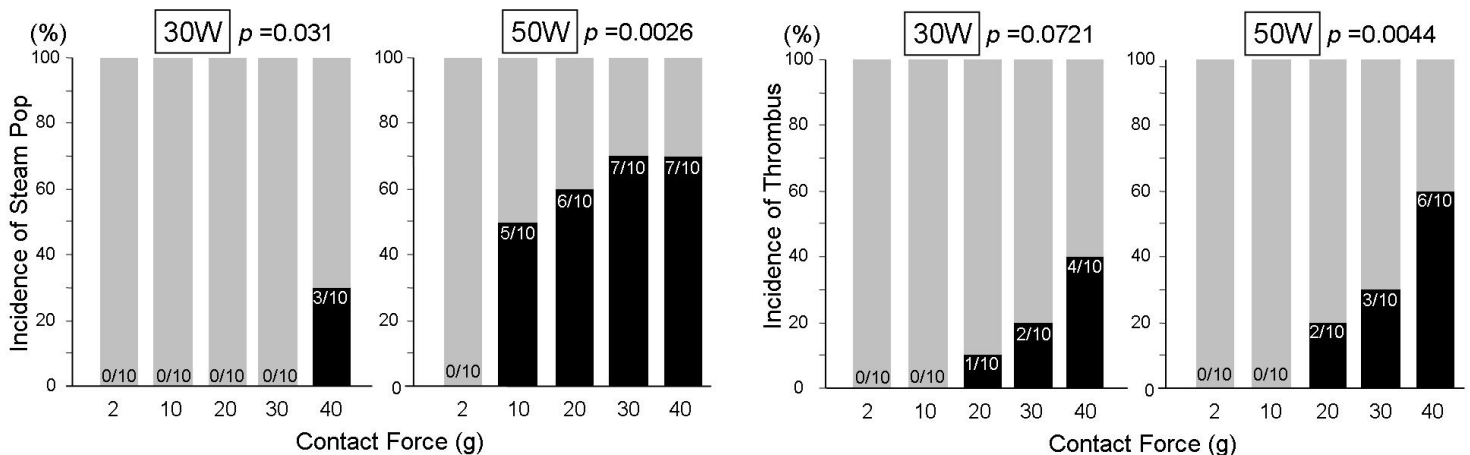 (%) 30W p =0.031 50W p =0.0026
Incidence of Steam Pop
100
80
60
40
20
0
0/10 0/10 0/10 0/10 3/10
2 10 20 30 40
100
80
60
40
20
0
0/10 5/10 6/10 7/10 7/10
2 10 20 30 40
Contact Force (g)
(%) 30W p =0.0721 50W p =0.0044
Incidence of Thrombus
100
80
60
40
20
0
0/10 0/10 1/10 2/10 4/10
2 10 20 30 40
100
80
60
40
20
0
0/10 0/10 2/10 3/10 6/10
2 10 20 30 40
Contact Force (g)